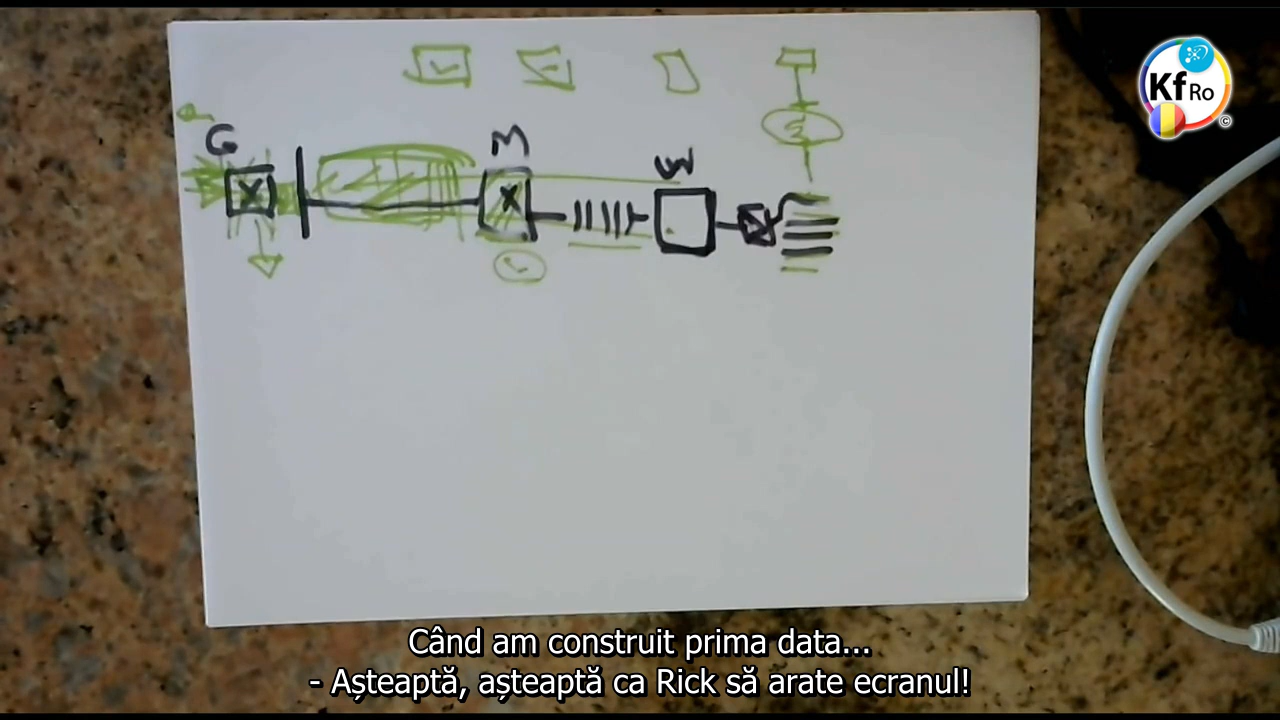 Kf Ro
©
G
M
W
Când am construit prima data...
- Așteaptă, așteaptă ca Rick să arate ecranul!